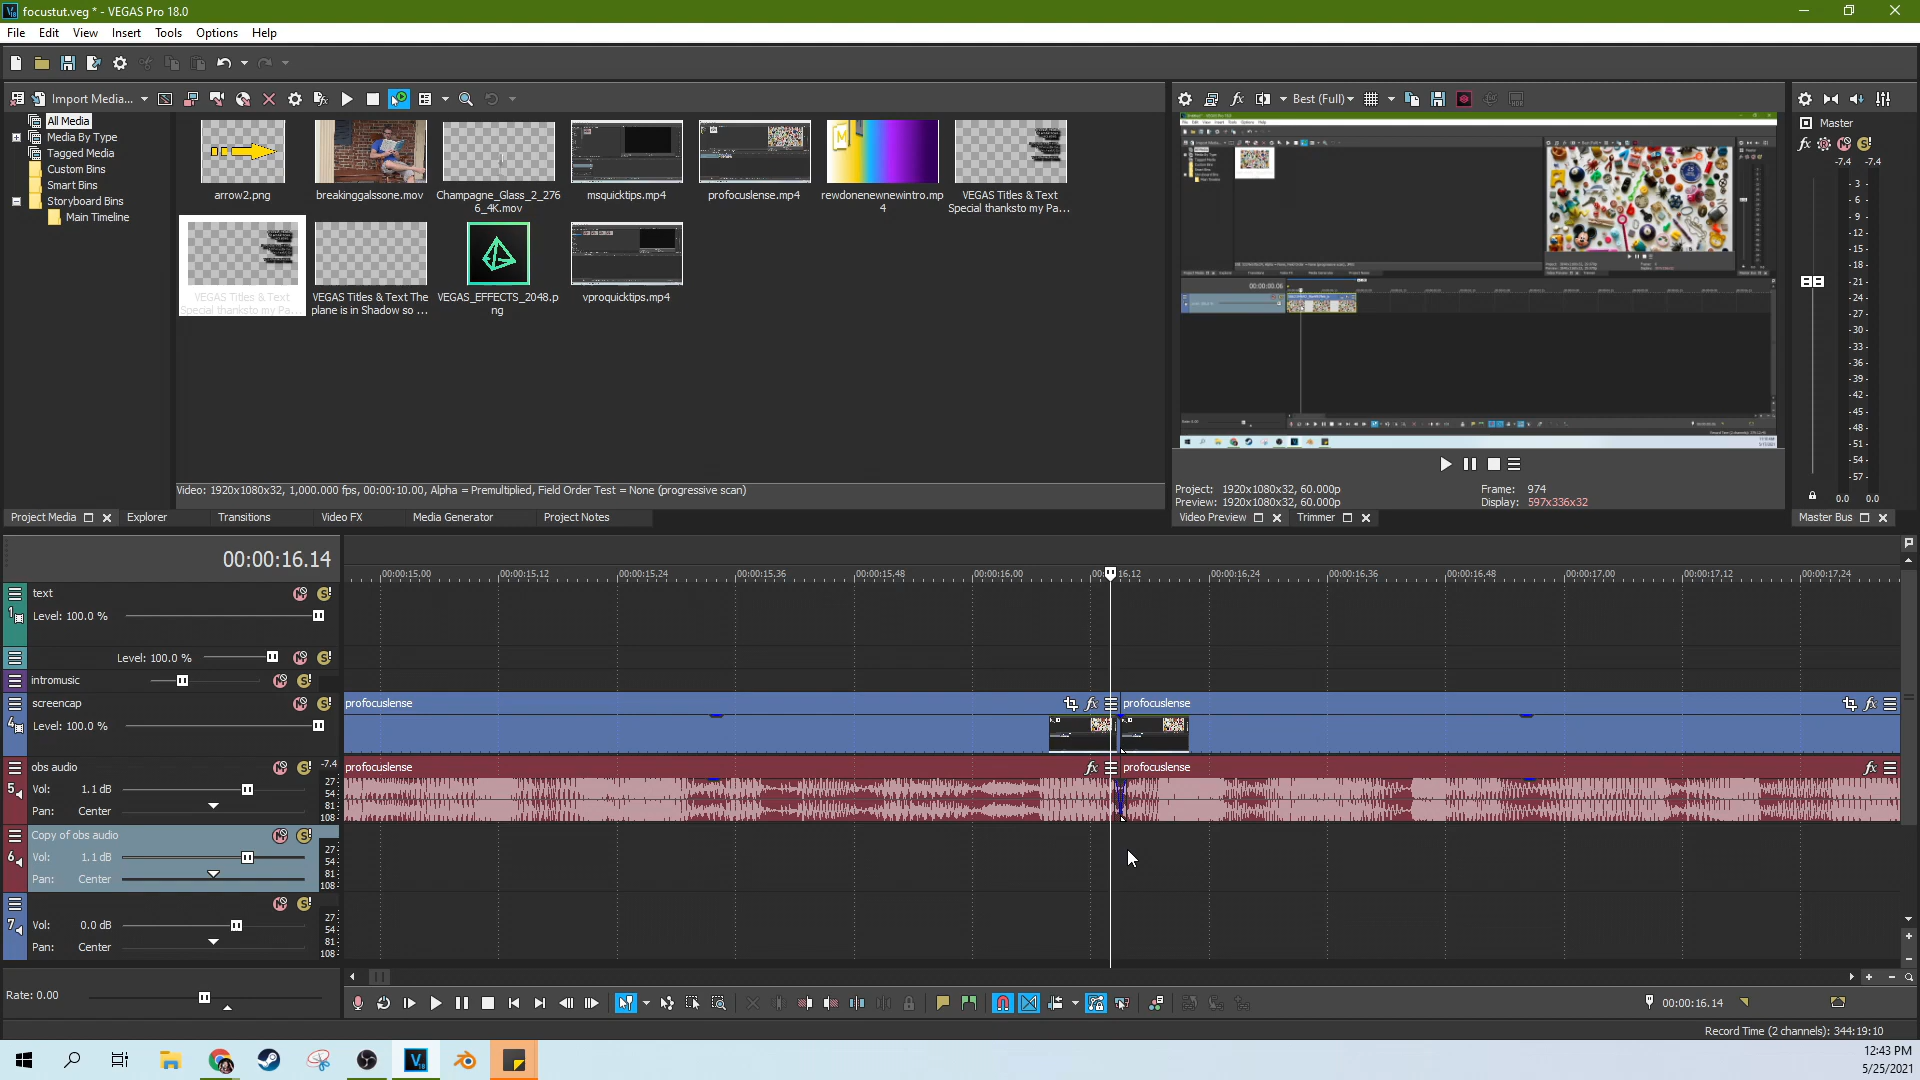 focustut.veg * - VEGAS Pro 18.0
File Edit View Insert Tools Options Help
Import Media...
Best (Full)
All Media
Media By Type
Tagged Media
Custom Bins
Smart Bins
Storyboard Bins
Main Timeline
arrow2.png
breakingallssone.mov
Champagne_Glass_2_276
6_4K.mov
msquicktips.mp4
profocuslense.mp4
rewdonenewnewintro.mp
4
VEGAS Titles & Text
Special thanksto my Pa...
VEGAS Titles & Text
Special thanksto my Pa...
VEGAS Titles & Text The
plane is in Shadow so ...
VEGAS_EFFECTS_2048.p
ng
vproquicktips.mp4
Video: 1920x1080x32, 1,000.000 fps, 00:00:10.00, Alpha = Premultiplied, Field Order Test = None (progressive scan)
Project Media Explorer Transitions Video FX Media Generator Project Notes
Project: 1920x1080x32, 60.000p
Preview: 1920x1080x32, 60.000p
Frame: 974
Display: 597x336x32
Video Preview Trimmer
Master
fx
-7.4 -7.4
3
6
9
12
15
18
21
24
27
30
33
36
39
42
45
48
51
54
57
0.0 0.0
Master Bus
00:00:16.14
00:00:15.00 00:00:15.12 00:00:15.24 00:00:15.36 00:00:15.48 00:00:16.00 00:00:16.12 00:00:16.24 00:00:16.36 00:00:16.48 00:00:17.00 00:00:17.12 00:00:17.24
1
text
Level: 100.0 %
Level: 100.0 %
intromusic
4
screencap
Level: 100.0 %
profocuslense
profocuslense
5
obs audio
-7.4
Vol: 1.1 dB
Pan: Center
27
54
81
108
profocuslense
profocuslense
6
Copy of obs audio
Vol: 1.1 dB
Pan: Center
27
54
81
108
7
Vol: 0.0 dB
Pan: Center
27
54
81
108
Rate: 0.00
00:00:16.14
Record Time (2 channels): 344:19:10
12:43 PM
5/25/2021